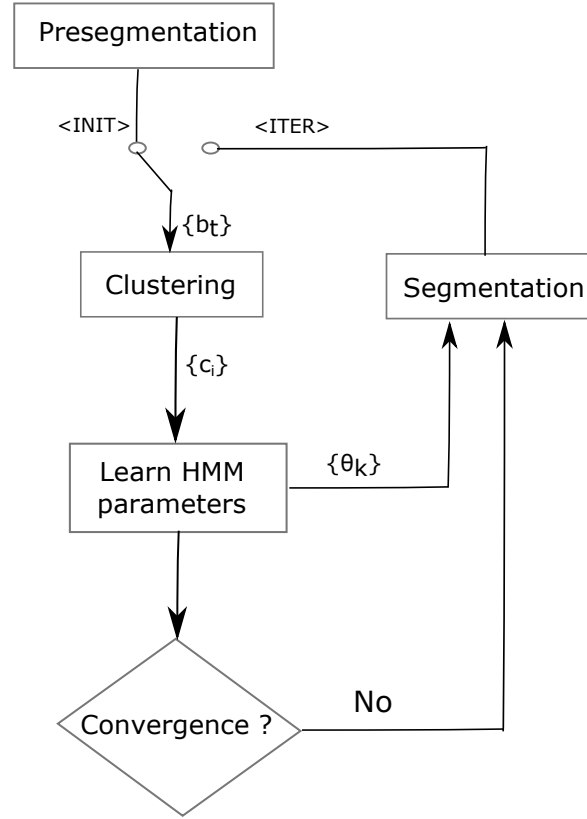 Presegmentation
<INIT>
<ITER>
{bt}
Clustering
Segmentation
{ci}
Learn HMM
parameters
{θk}
Convergence ?
No